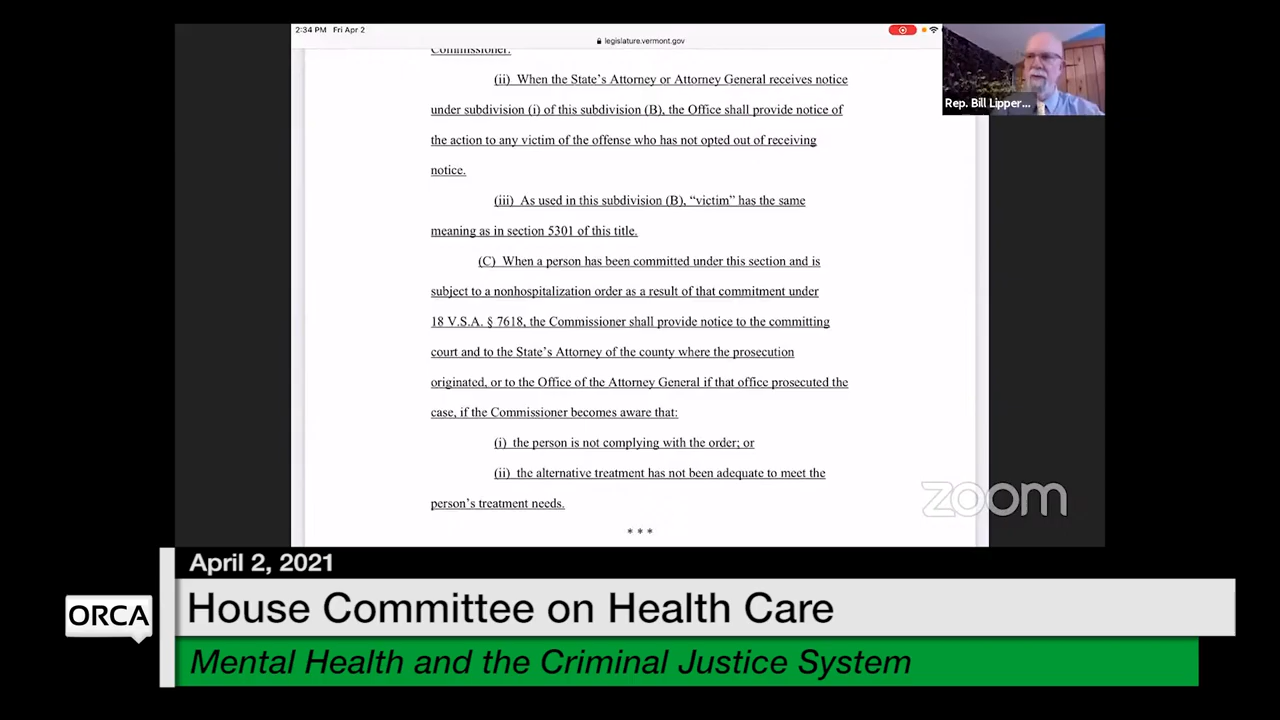 2:34 PM Fri Apr 2
legislature.vermont.gov
Commissioner.
(ii) When the State's Attorney or Attorney General receives notice
under subdivision (i) of this subdivision (B), the Office shall provide notice of
the action to any victim of the offense who has not opted out of receiving
notice.
(iii) As used in this subdivision (B), “victim” has the same
meaning as in section 5301 of this title.
(C) When a person has been committed under this section and is
subject to a nonhospitalization order as a result of that commitment under
18 V.S.A. § 7618, the Commissioner shall provide notice to the committing
court and to the State's Attorney of the county where the prosecution
originated, or to the Office of the Attorney General if that office prosecuted the
case, if the Commissioner becomes aware that:
(i) the person is not complying with the order; or
(ii) the alternative treatment has not been adequate to meet the
person's treatment needs.
* * *
Rep. Bill Lipper...
zoom
April 2, 2021
ORCA
House Committee on Health Care
Mental Health and the Criminal Justice System